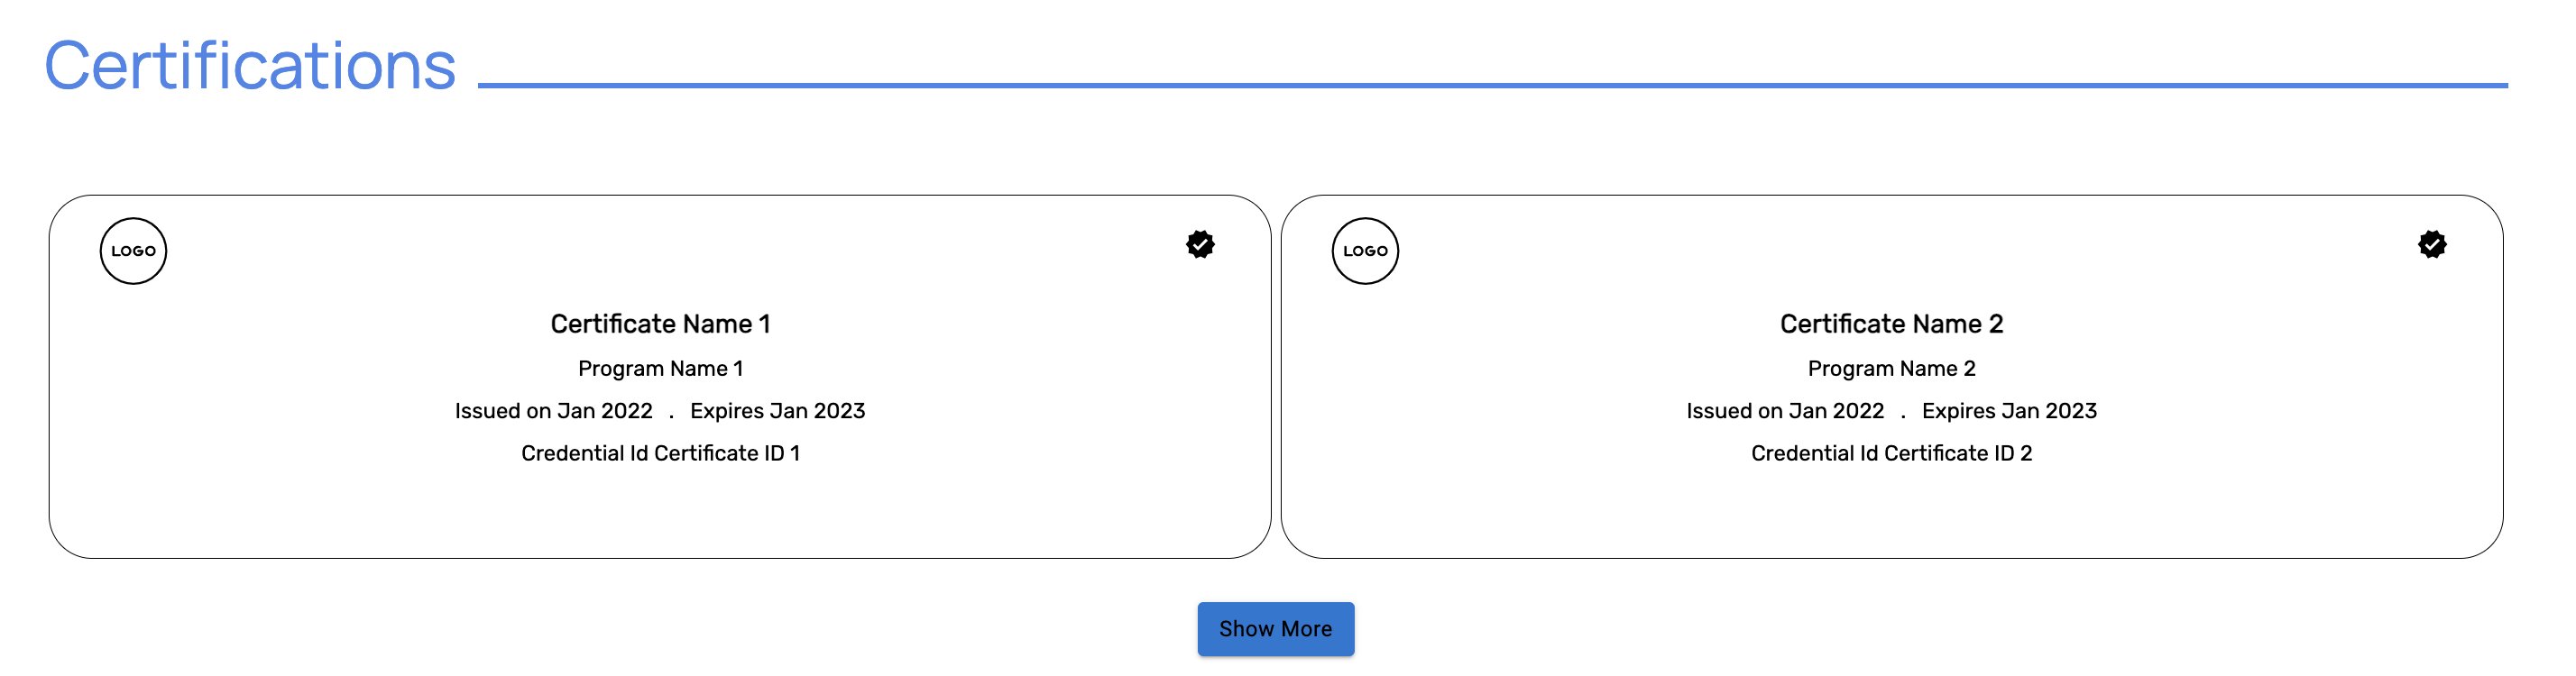 Certifications
LOGO
Certificate Name 1
Program Name 1
Issued on Jan 2022 . Expires Jan 2023
Credential Id Certificate ID 1
LOGO
Certificate Name 2
Program Name 2
Issued on Jan 2022 . Expires Jan 2023
Credential Id Certificate ID 2
Show More